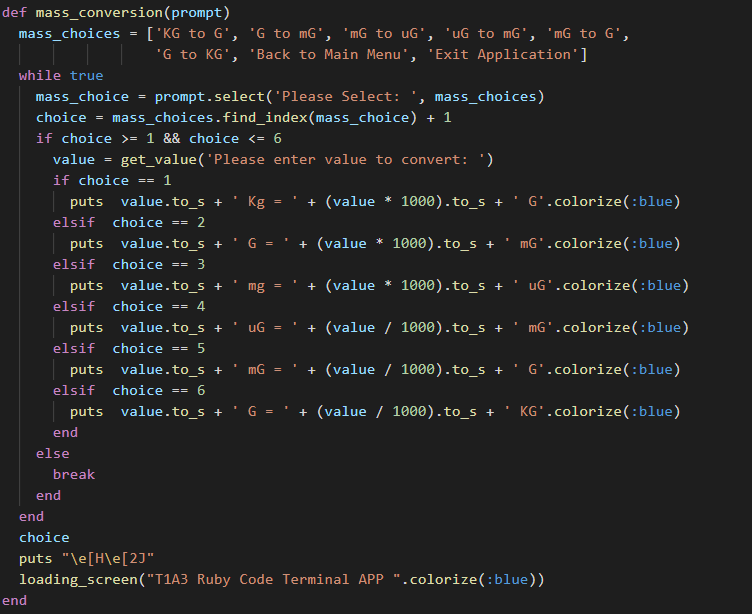 def mass_conversion(prompt)
  mass_choices = ['KG to G', 'G to mG', 'mG to uG', 'uG to mG', 'mG to G',
                  'G to KG', 'Back to Main Menu', 'Exit Application']
  while true
    mass_choice = prompt.select('Please Select: ', mass_choices)
    choice = mass_choices.find_index(mass_choice) + 1
    if choice >= 1 && choice <= 6
      value = get_value('Please enter value to convert: ')
      if choice == 1
        puts  value.to_s + ' Kg = ' + (value * 1000).to_s + ' G'.colorize(:blue)
      elsif  choice == 2
        puts  value.to_s + ' G = ' + (value * 1000).to_s + ' mG'.colorize(:blue)
      elsif  choice == 3
        puts  value.to_s + ' mg = ' + (value * 1000).to_s + ' uG'.colorize(:blue)
      elsif  choice == 4
        puts  value.to_s + ' uG = ' + (value / 1000).to_s + ' mG'.colorize(:blue)
      elsif  choice == 5
        puts  value.to_s + ' mG = ' + (value / 1000).to_s + ' G'.colorize(:blue)
      elsif  choice == 6
        puts  value.to_s + ' G = ' + (value / 1000).to_s + ' KG'.colorize(:blue)
      end
    else
      break
    end
  end
  choice
  puts "\e[H\e[2J"
  loading_screen("T1A3 Ruby Code Terminal APP ".colorize(:blue))
end